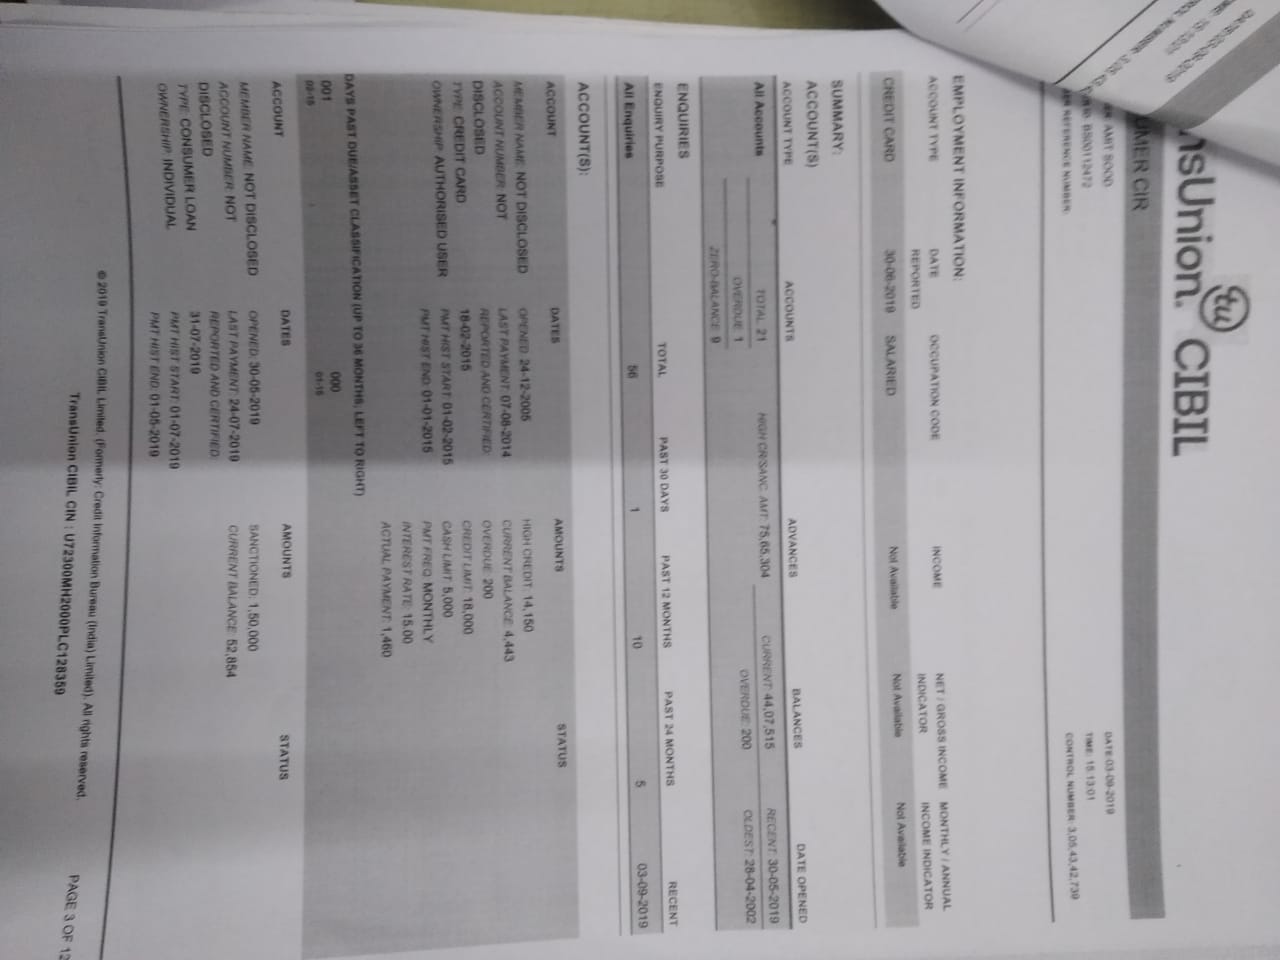 nsUnion. CIBIL
UMER CIR
AMIT SOOD
BS00112472
REFERENCE NUMBER:
DATE:03-09-2019
TIME: 15:13:01
CONTROL NUMBER: 3,05,43,42,739
EMPLOYMENT INFORMATION:
ACCOUNT TYPE DATE REPORTED OCCUPATION CODE INCOME NET / GROSS INCOME INDICATOR MONTHLY / ANNUAL INCOME INDICATOR
CREDIT CARD 30-06-2019 SALARIED Not Available Not Available Not Available
SUMMARY:
ACCOUNT(S)
ACCOUNT TYPE ACCOUNTS ADVANCES BALANCES DATE OPENED
All Accounts TOTAL: 21 HIGH CR/SANC. AMT: 75,65,304 CURRENT: 44,07,515 RECENT: 30-05-2019
OVERDUE: 1 OVERDUE: 200 OLDEST: 28-04-2002
ZERO-BALANCE: 9
ENQUIRIES
ENQUIRY PURPOSE TOTAL PAST 30 DAYS PAST 12 MONTHS PAST 24 MONTHS RECENT
All Enquiries 56 1 10 5 03-09-2019
ACCOUNT(S):
ACCOUNT DATES AMOUNTS STATUS
MEMBER NAME: NOT DISCLOSED OPENED: 24-12-2005 HIGH CREDIT: 14,150
ACCOUNT NUMBER: NOT LAST PAYMENT: 07-08-2014 CURRENT BALANCE: 4,443
DISCLOSED REPORTED AND CERTIFIED: OVERDUE: 200
TYPE: CREDIT CARD 18-02-2015 CREDIT LIMIT: 18,000
OWNERSHIP: AUTHORISED USER PMT HIST START: 01-02-2015 CASH LIMIT: 5,000
PMT HIST END: 01-01-2015 PMT FREQ: MONTHLY
INTEREST RATE: 15.00
ACTUAL PAYMENT: 1,460
DAYS PAST DUE/ASSET CLASSIFICATION (UP TO 36 MONTHS; LEFT TO RIGHT)
001 000
02-15 01-15
ACCOUNT DATES AMOUNTS STATUS
MEMBER NAME: NOT DISCLOSED OPENED: 30-05-2019 SANCTIONED: 1,50,000
ACCOUNT NUMBER: NOT LAST PAYMENT: 24-07-2019 CURRENT BALANCE: 52,854
DISCLOSED REPORTED AND CERTIFIED:
TYPE: CONSUMER LOAN 31-07-2019
OWNERSHIP: INDIVIDUAL PMT HIST START: 01-07-2019
PMT HIST END: 01-05-2019
© 2019 TransUnion CIBIL Limited. (Formerly: Credit Information Bureau (India) Limited). All rights reserved.
TransUnion CIBIL CIN : U72300MH2000PLC128359
PAGE 3 OF 12